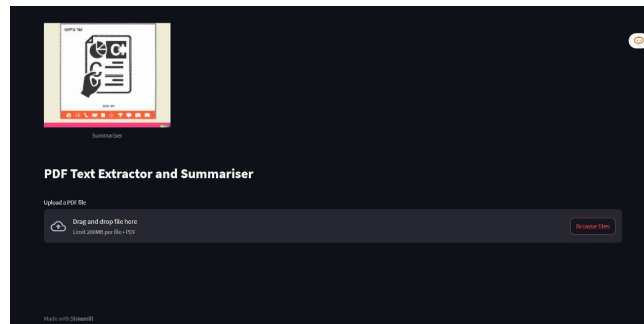 Summariser
PDF Text Extractor and Summariser
Upload a PDF file
Drag and drop file here
Limit 200MB per file • PDF
Browse files
Made with Streamlit